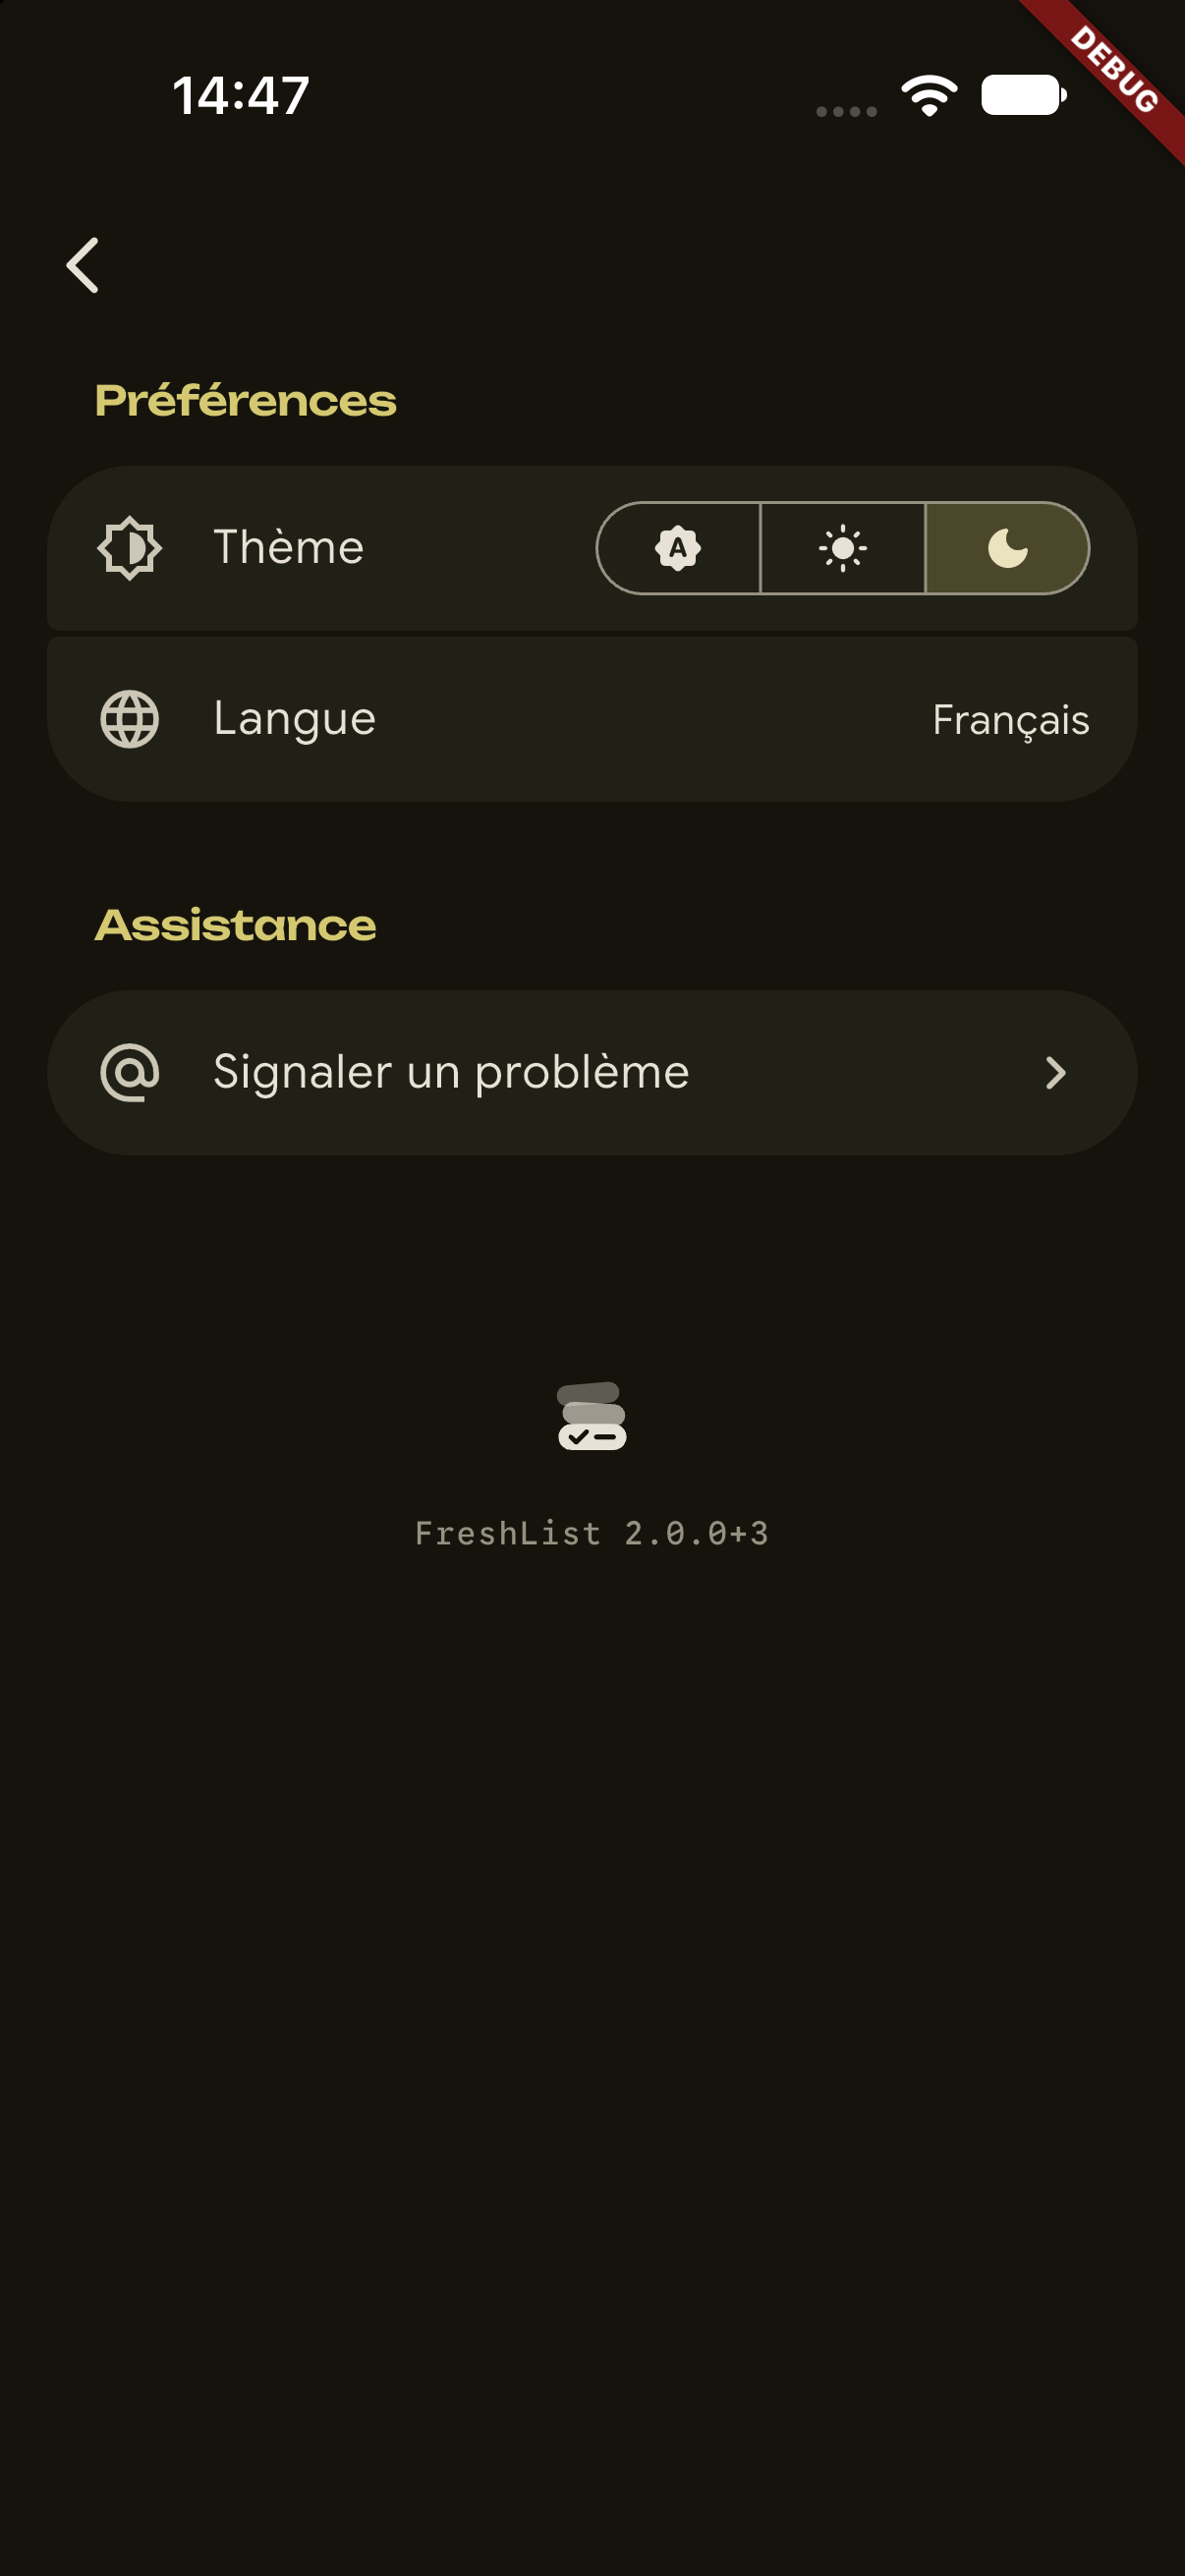 14:47
DEBUG
Préférences
Thème
A
Langue
Français
Assistance
Signaler un problème
FreshList 2.0.0+3